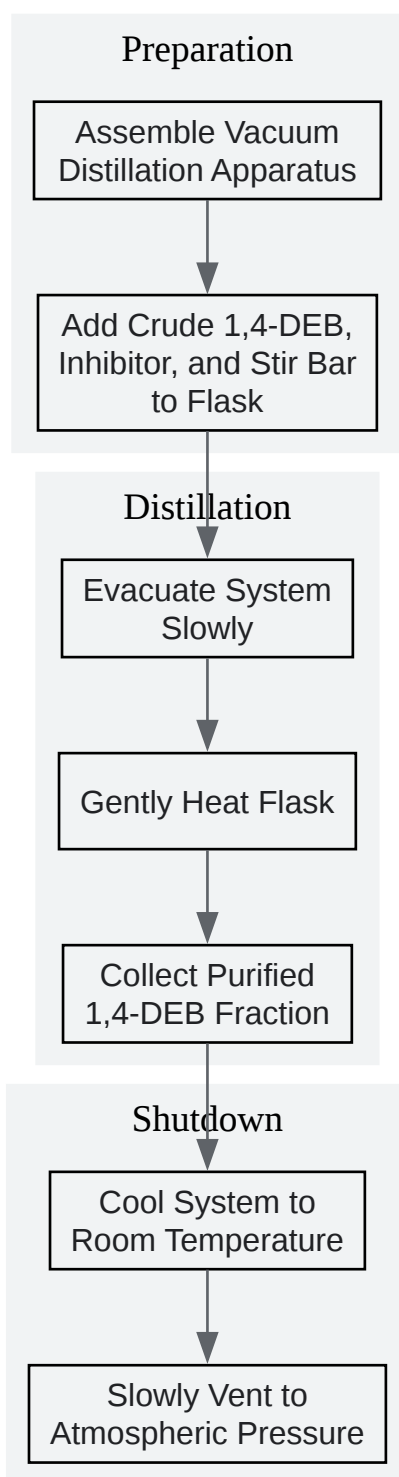 Preparation
Assemble Vacuum
Distillation Apparatus
Add Crude 1,4-DEB,
Inhibitor, and Stir Bar
to Flask
Distillation
Evacuate System
Slowly
Gently Heat Flask
Collect Purified
1,4-DEB Fraction
Shutdown
Cool System to
Room Temperature
Slowly Vent to
Atmospheric Pressure